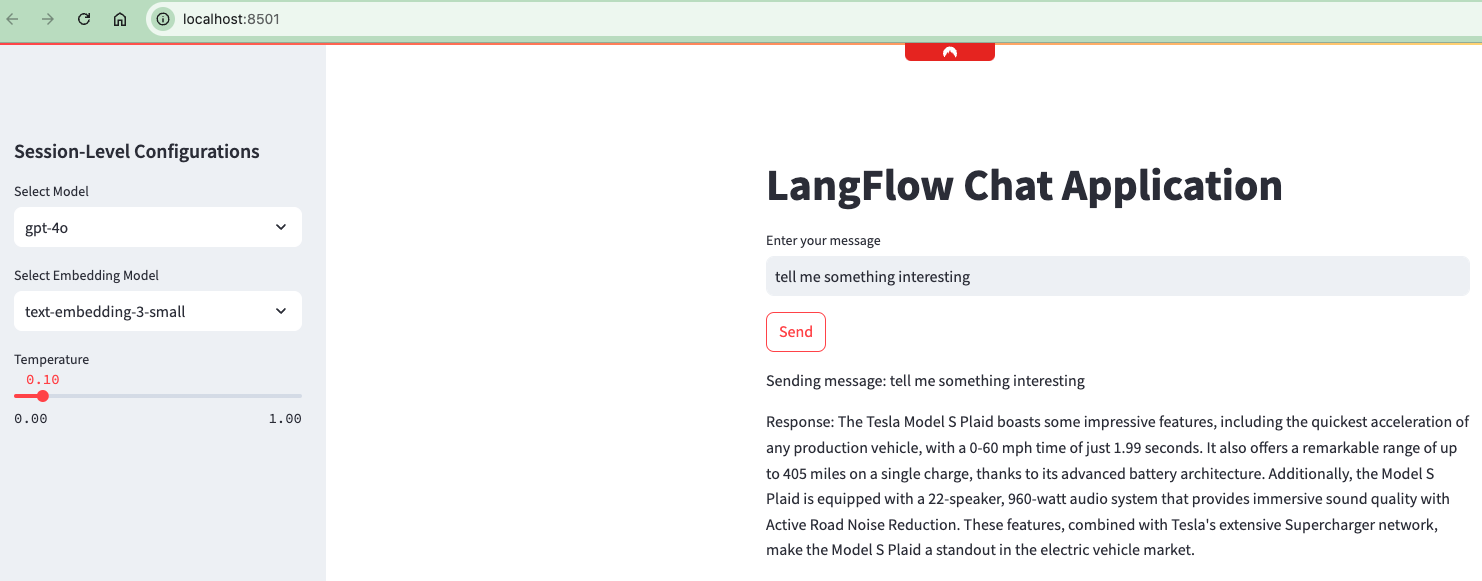 localhost:8501
Session-Level Configurations
Select Model
gpt-4o
Select Embedding Model
text-embedding-3-small
Temperature
0.10
0.00 1.00
LangFlow Chat Application
Enter your message
tell me something interesting
Send
Sending message: tell me something interesting
Response: The Tesla Model S Plaid boasts some impressive features, including the quickest acceleration of
any production vehicle, with a 0-60 mph time of just 1.99 seconds. It also offers a remarkable range of up
to 405 miles on a single charge, thanks to its advanced battery architecture. Additionally, the Model S
Plaid is equipped with a 22-speaker, 960-watt audio system that provides immersive sound quality with
Active Road Noise Reduction. These features, combined with Tesla's extensive Supercharger network,
make the Model S Plaid a standout in the electric vehicle market.